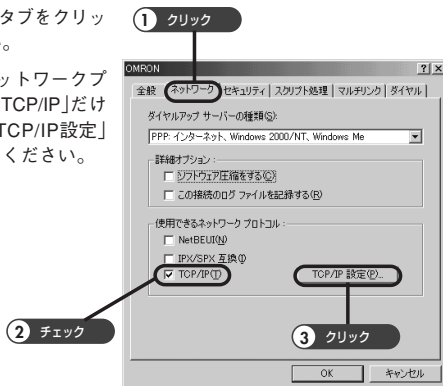 タブをクリッ
。
ットワークプ
TCP/IP」だけ
TCP/IP設定」
ください。
1 クリック
OMRON
全般 ネットワーク セキュリティ スクリプト処理 マルチリンク ダイヤル
ダイヤルアップ サーバーの種類(S):
PPP: インターネット、Windows 2000/NT、Windows Me
詳細オプション:
ソフトウェア圧縮をする(C)
この接続のログ ファイルを記録する(R)
使用できるネットワーク プロトコル:
NetBEUI(N)
IPX/SPX 互換(I)
TCP/IP(T)
TCP/IP 設定(P)...
2 チェック
3 クリック
OK キャンセル